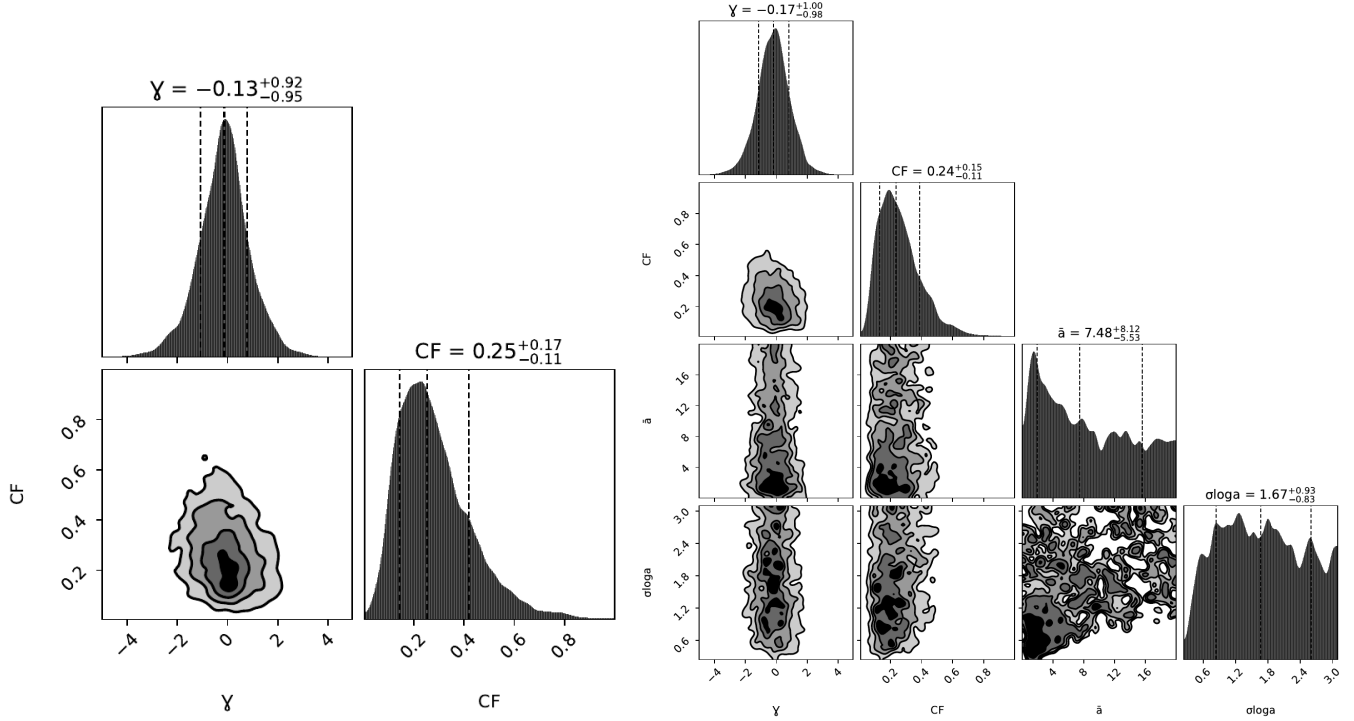 Ɣ = −0.13+0.92 −0.95
CF = 0.25+0.17 −0.11
0.8
0.6
0.4
0.2
CF
−4 −2 0 2 4
0.2 0.4 0.6 0.8
Ɣ CF
Ɣ = −0.17+1.00 −0.98
CF = 0.24+0.15 −0.11
0.8
0.6
0.4
0.2
CF
ā = 7.48+8.12 −5.53
16
12
8
4
ā
σloga = 1.67+0.93 −0.83
3.0
2.4
1.8
1.2
0.6
σloga
−4 −2 0 2 4
0.2 0.4 0.6 0.8
4 8 12 16
0.6 1.2 1.8 2.4 3.0
Ɣ CF ā σloga